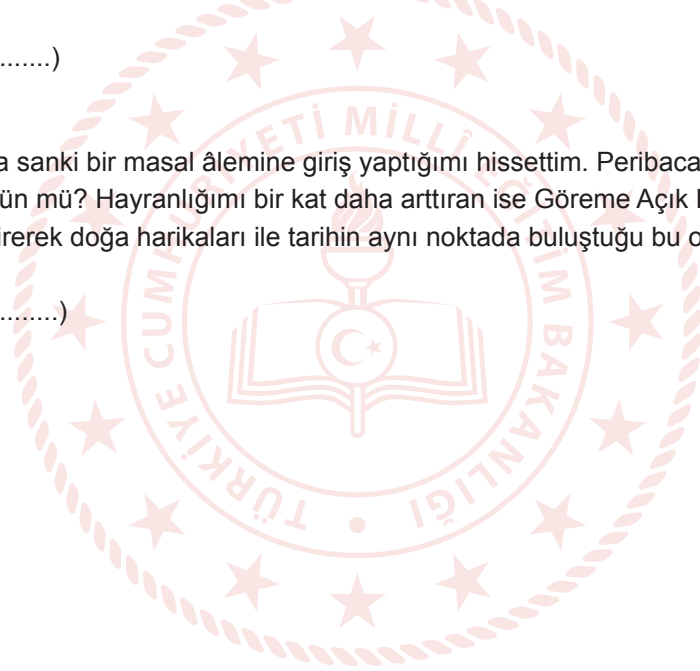 .......)
a sanki bir masal âlemine giriş yaptığımı hissettim. Peribaca
ün mü? Hayranlığımı bir kat daha arttıran ise Göreme Açık
irerek doğa harikaları ile tarihin aynı noktada buluştuğu bu o
........)
TÜRKİYE CUMHURİYETİ MİLLÎ EĞİTİM BAKANLIĞI